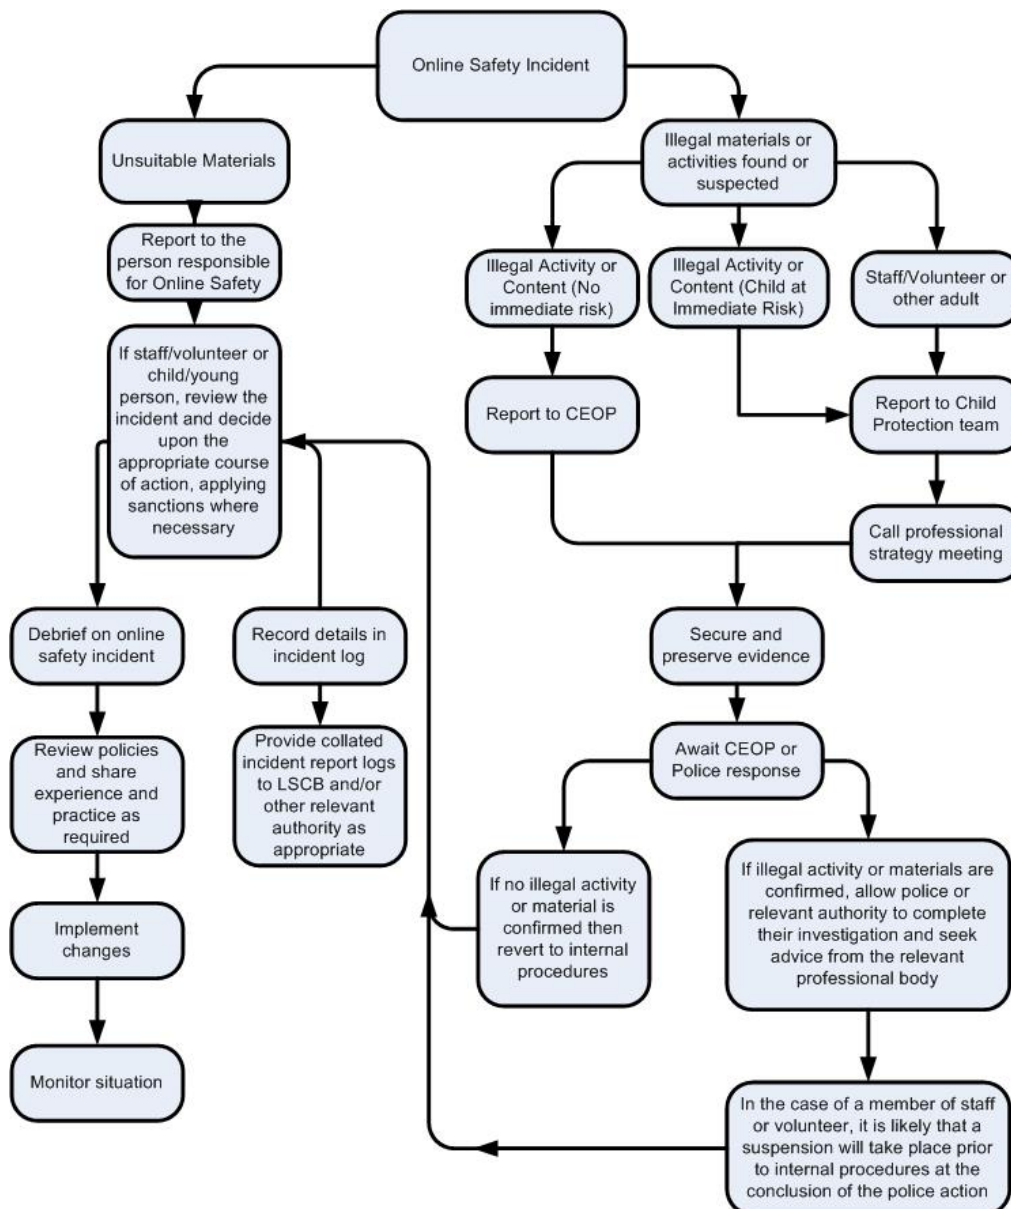 Online Safety Incident
Unsuitable Materials
Illegal materials or
activities found or
suspected
Report to the
person responsible
for Online Safety
Illegal Activity or
Content (No
immediate risk)
Illegal Activity or
Content (Child at
Immediate Risk)
Staff/Volunteer or
other adult
If staff/volunteer or
child/young
person, review the
incident and decide
upon the
appropriate course
of action, applying
sanctions where
necessary
Report to CEOP
Report to Child
Protection team
Call professional
strategy meeting
Debrief on online
safety incident
Record details in
incident log
Secure and
preserve evidence
Review policies
and share
experience and
practice as
required
Provide collated
incident report logs
to LSCB and/or
other relevant
authority as
appropriate
Await CEOP or
Police response
If no illegal activity
or material is
confirmed then
revert to internal
procedures
If illegal activity or materials are
confirmed, allow police or
relevant authority to complete
their investigation and seek
advice from the relevant
professional body
Implement
changes
Monitor situation
In the case of a member of staff
or volunteer, it is likely that a
suspension will take place prior
to internal procedures at the
conclusion of the police action